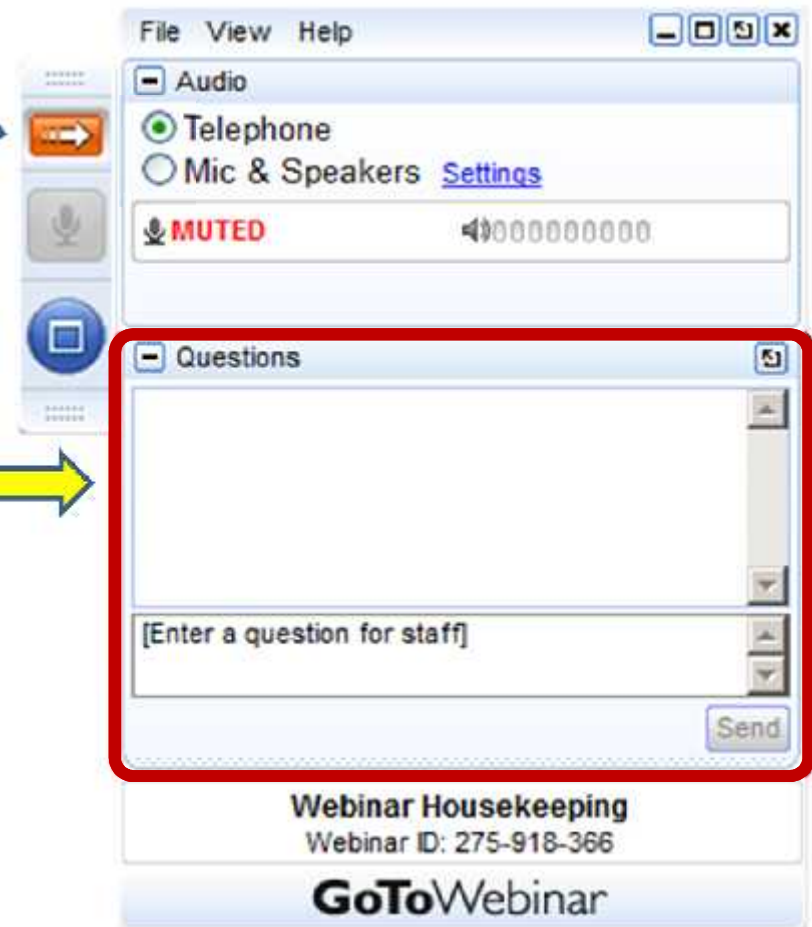 File View Help
Audio
Telephone
Mic & Speakers Settings
MUTED
Questions
[Enter a question for staff]
Send
Webinar Housekeeping
Webinar ID: 275-918-366
GoToWebinar